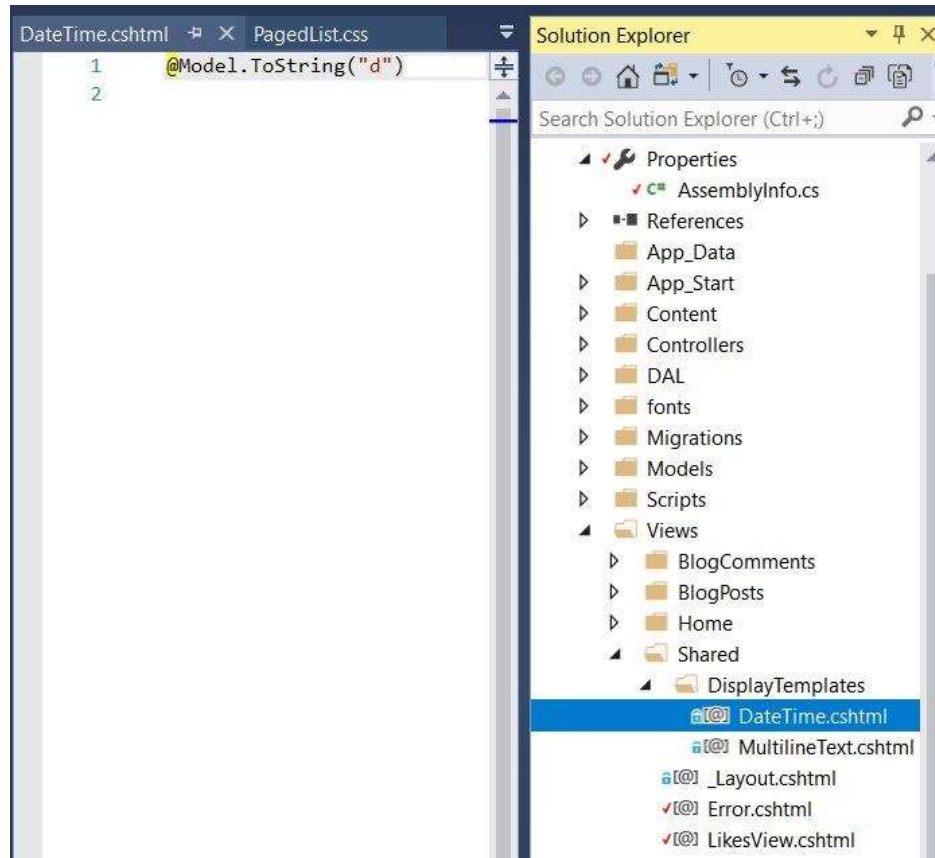 DateTime.cshtml
PagedList.css
1 @Model.ToString("d")
2
Solution Explorer
Search Solution Explorer (Ctrl+;)
Properties
C# AssemblyInfo.cs
References
App_Data
App_Start
Content
Controllers
DAL
fonts
Migrations
Models
Scripts
Views
BlogComments
BlogPosts
Home
Shared
DisplayTemplates
[@] DateTime.cshtml
[@] MultilineText.cshtml
[@] _Layout.cshtml
[@] Error.cshtml
[@] LikesView.cshtml